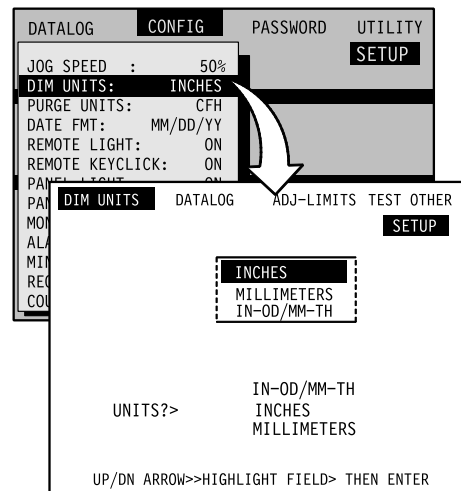 DATALOG CONFIG PASSWORD UTILITY
SETUP
JOG SPEED : 50%
DIM UNITS: INCHES
PURGE UNITS: CFH
DATE FMT: MM/DD/YY
REMOTE LIGHT: ON
REMOTE KEYCLICK: ON
DIM UNITS DATALOG ADJ-LIMITS TEST OTHER
SETUP
INCHES
MILLIMETERS
IN-OD/MM-TH
IN-OD/MM-TH
UNITS?> INCHES
MILLIMETERS
UP/DN ARROW>>HIGHLIGHT FIELD> THEN ENTER